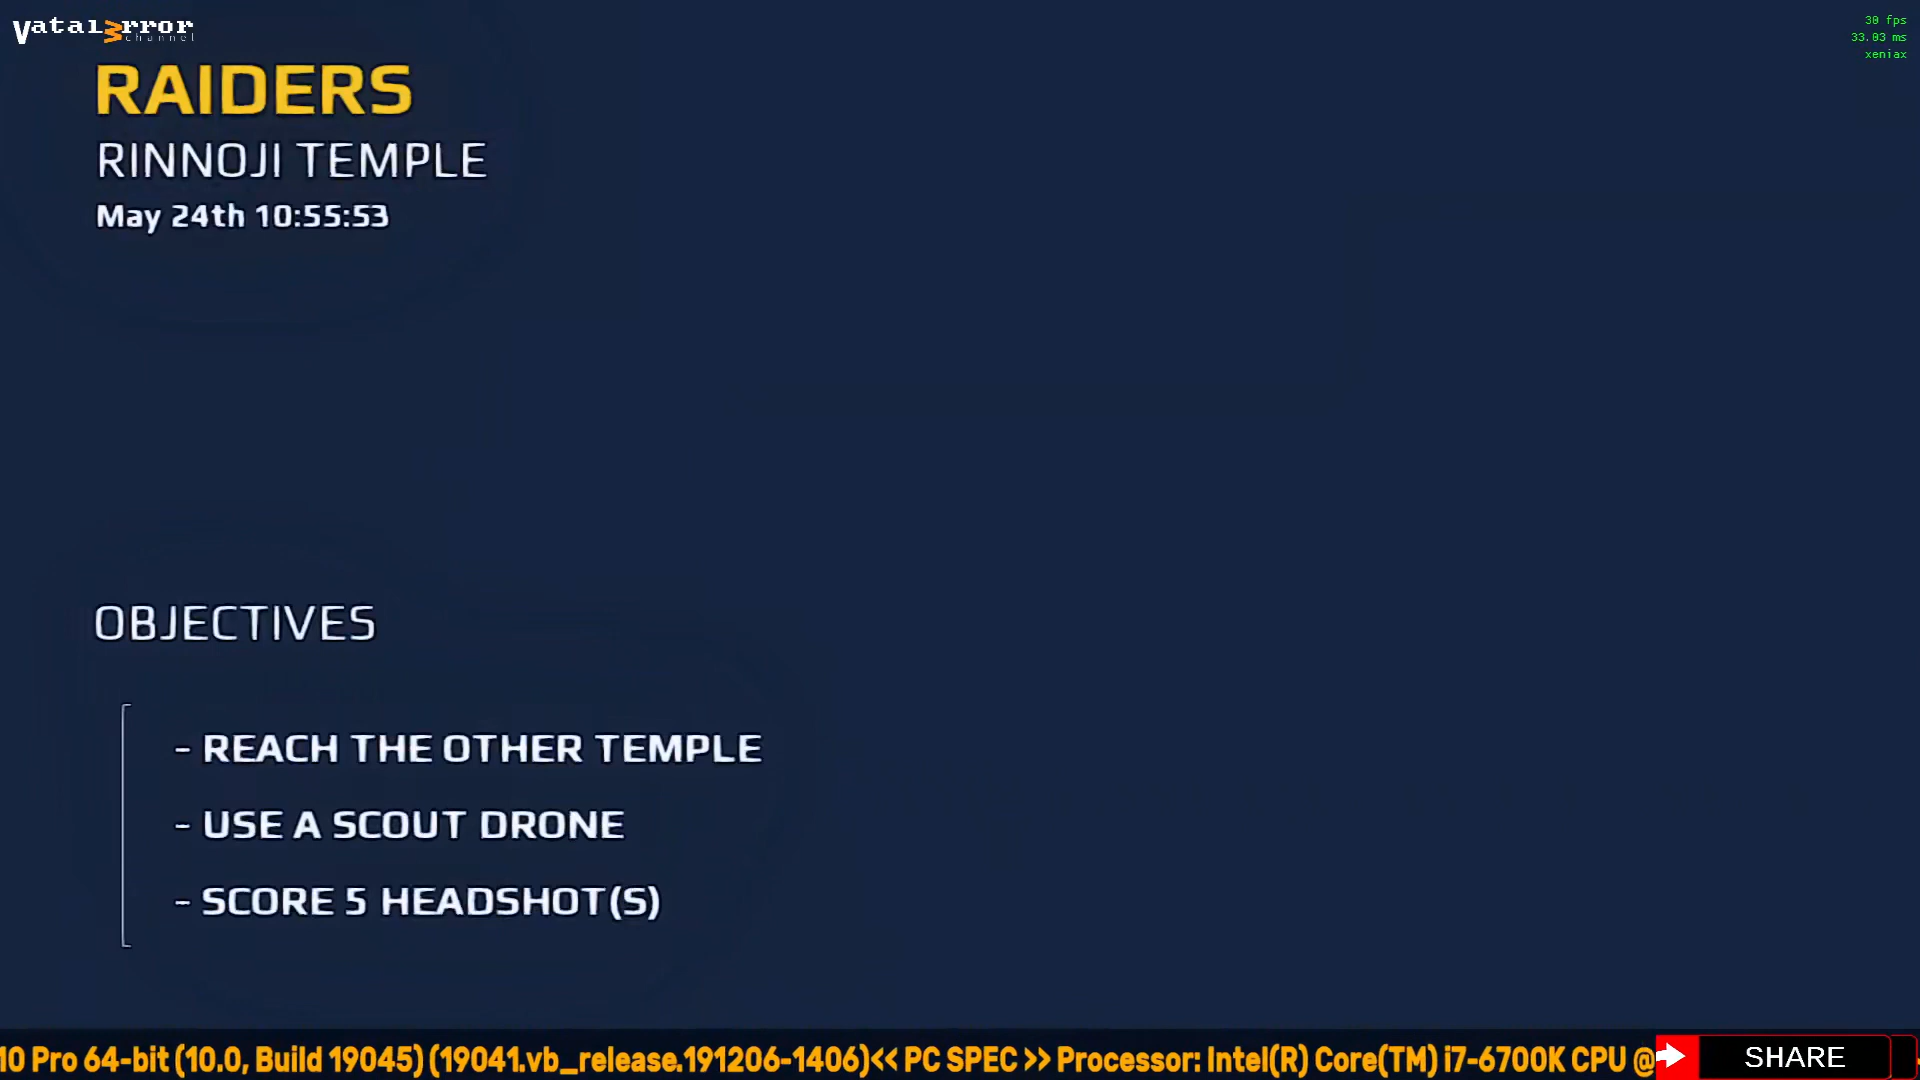 Vatal3rror
channel
30 fps
33.03 ms
xeniax
RAIDERS
RINNOJI TEMPLE
May 24th 10:55:53
OBJECTIVES
- REACH THE OTHER TEMPLE
- USE A SCOUT DRONE
- SCORE 5 HEADSHOT(S)
10 Pro 64-bit (10.0, Build 19045) (19041.vb_release.191206-1406)<< PC SPEC >> Processor: Intel(R) Core(TM) i7-6700K CPU @
SHARE